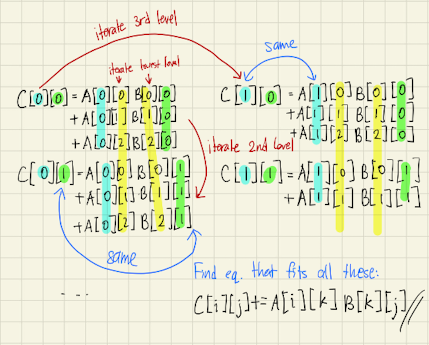 iterate 3rd level
iterate lowest level
same
C[0][0] = A[0][0] B[0][0]
+ A[0][1] B[1][0]
+ A[0][2] B[2][0]
C[1][0] = A[1][0] B[0][0]
+ A[1][1] B[1][0]
+ A[1][2] B[2][0]
iterate 2nd level
C[0][1] = A[0][0] B[0][1]
+ A[0][1] B[1][1]
+ A[0][2] B[2][1]
C[1][1] = A[1][0] B[0][1]
+ A[1][1] B[1][1]
same
Find eq. that fits all these:
C[i][j] += A[i][k] B[k][j]
...